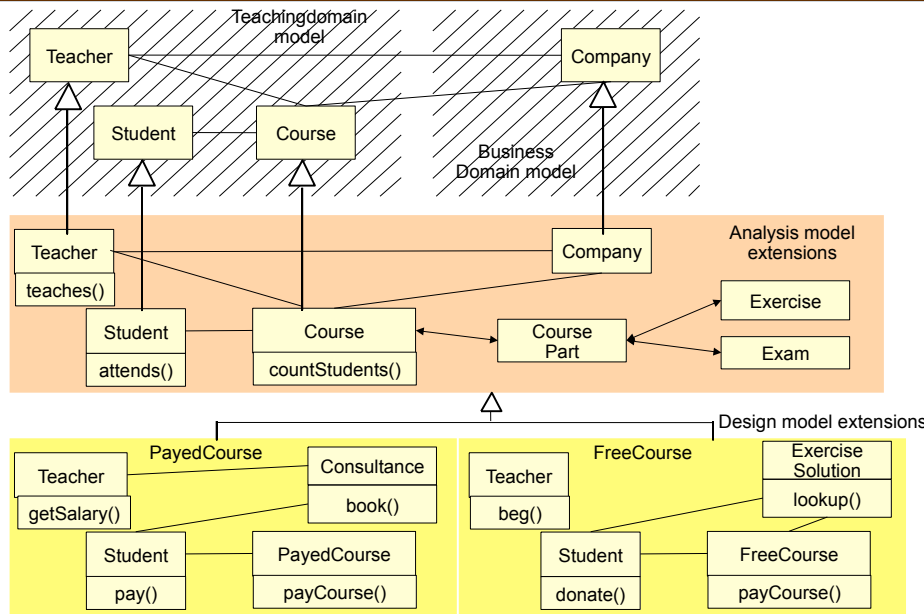 Teachingdomain
model
Teacher
Company
Student
Course
Business
Domain model
Teacher
teaches()
Company
Analysis model
extensions
Student
attends()
Course
countStudents()
Course
Part
Exercise
Exam
Design model extensions
PayedCourse
Teacher
getSalary()
Consultance
book()
Student
pay()
PayedCourse
payCourse()
FreeCourse
Teacher
beg()
Exercise
Solution
lookup()
Student
donate()
FreeCourse
payCourse()